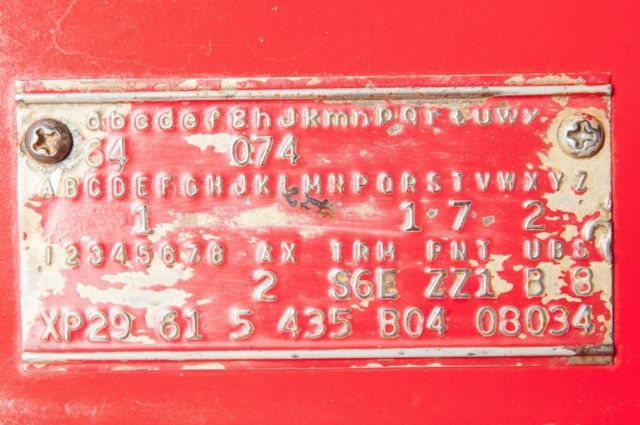 abcdefghJkmnpqrtuwy
64 074
ABCDEFGHJKLMNPQRSTVWXYZ
1 1 7 2
12345678 AX TRM PNT UBS
2 S6E ZZ1 B 8
XP29 61 5 435 B04 08034